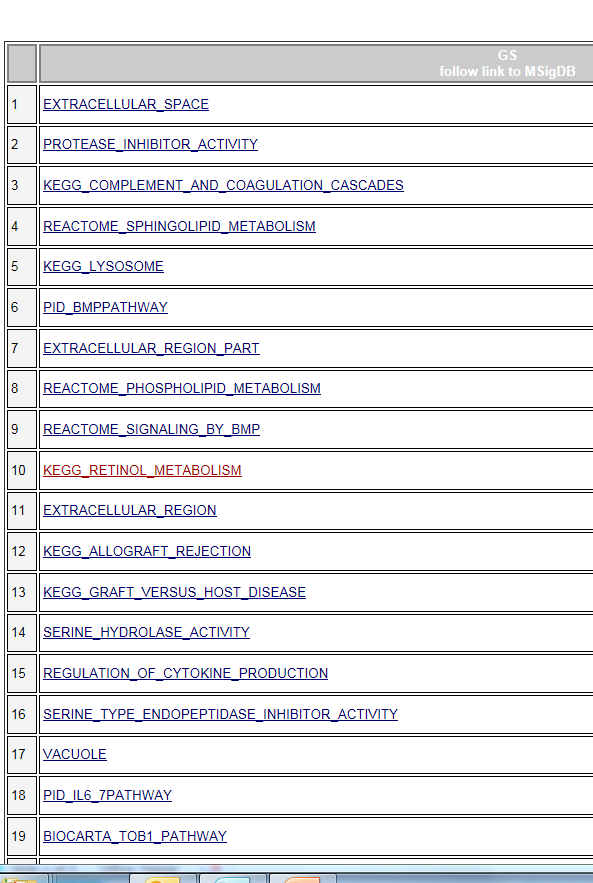 GS
follow link to MSigDB
1 EXTRACELLULAR_SPACE
2 PROTEASE_INHIBITOR_ACTIVITY
3 KEGG_COMPLEMENT_AND_COAGULATION_CASCADES
4 REACTOME_SPHINGOLIPID_METABOLISM
5 KEGG_LYSOSOME
6 PID_BMPPATHWAY
7 EXTRACELLULAR_REGION_PART
8 REACTOME_PHOSPHOLIPID_METABOLISM
9 REACTOME_SIGNALING_BY_BMP
10 KEGG_RETINOL_METABOLISM
11 EXTRACELLULAR_REGION
12 KEGG_ALLOGRAFT_REJECTION
13 KEGG_GRAFT_VERSUS_HOST_DISEASE
14 SERINE_HYDROLASE_ACTIVITY
15 REGULATION_OF_CYTOKINE_PRODUCTION
16 SERINE_TYPE_ENDOPEPTIDASE_INHIBITOR_ACTIVITY
17 VACUOLE
18 PID_IL6_7PATHWAY
19 BIOCARTA_TOB1_PATHWAY